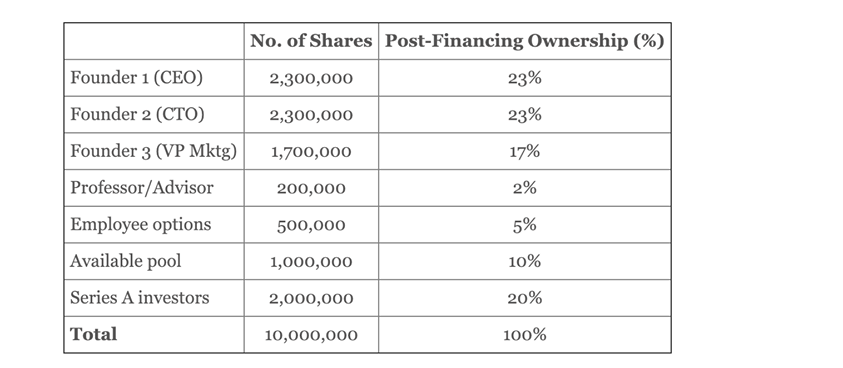 No. of Shares Post-Financing Ownership (%)
Founder 1 (CEO) 2,300,000 23%
Founder 2 (CTO) 2,300,000 23%
Founder 3 (VP Mktg) 1,700,000 17%
Professor/Advisor 200,000 2%
Employee options 500,000 5%
Available pool 1,000,000 10%
Series A investors 2,000,000 20%
Total 10,000,000 100%